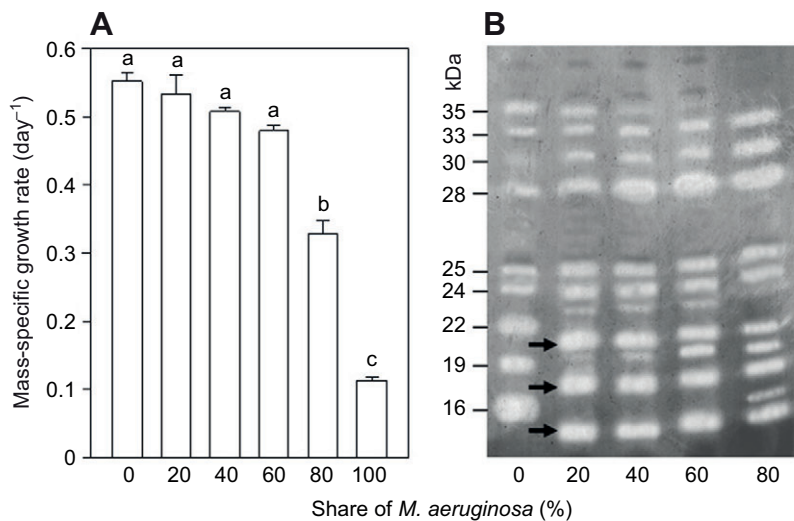 A
Mass-specific growth rate (day⁻¹)
0.6
0.5
0.4
0.3
0.2
0.1
0
a
a
a
a
b
c
0 20 40 60 80 100
B
kDa
35
33
30
28
25
24
22
19
16
0 20 40 60 80
Share of M. aeruginosa (%)